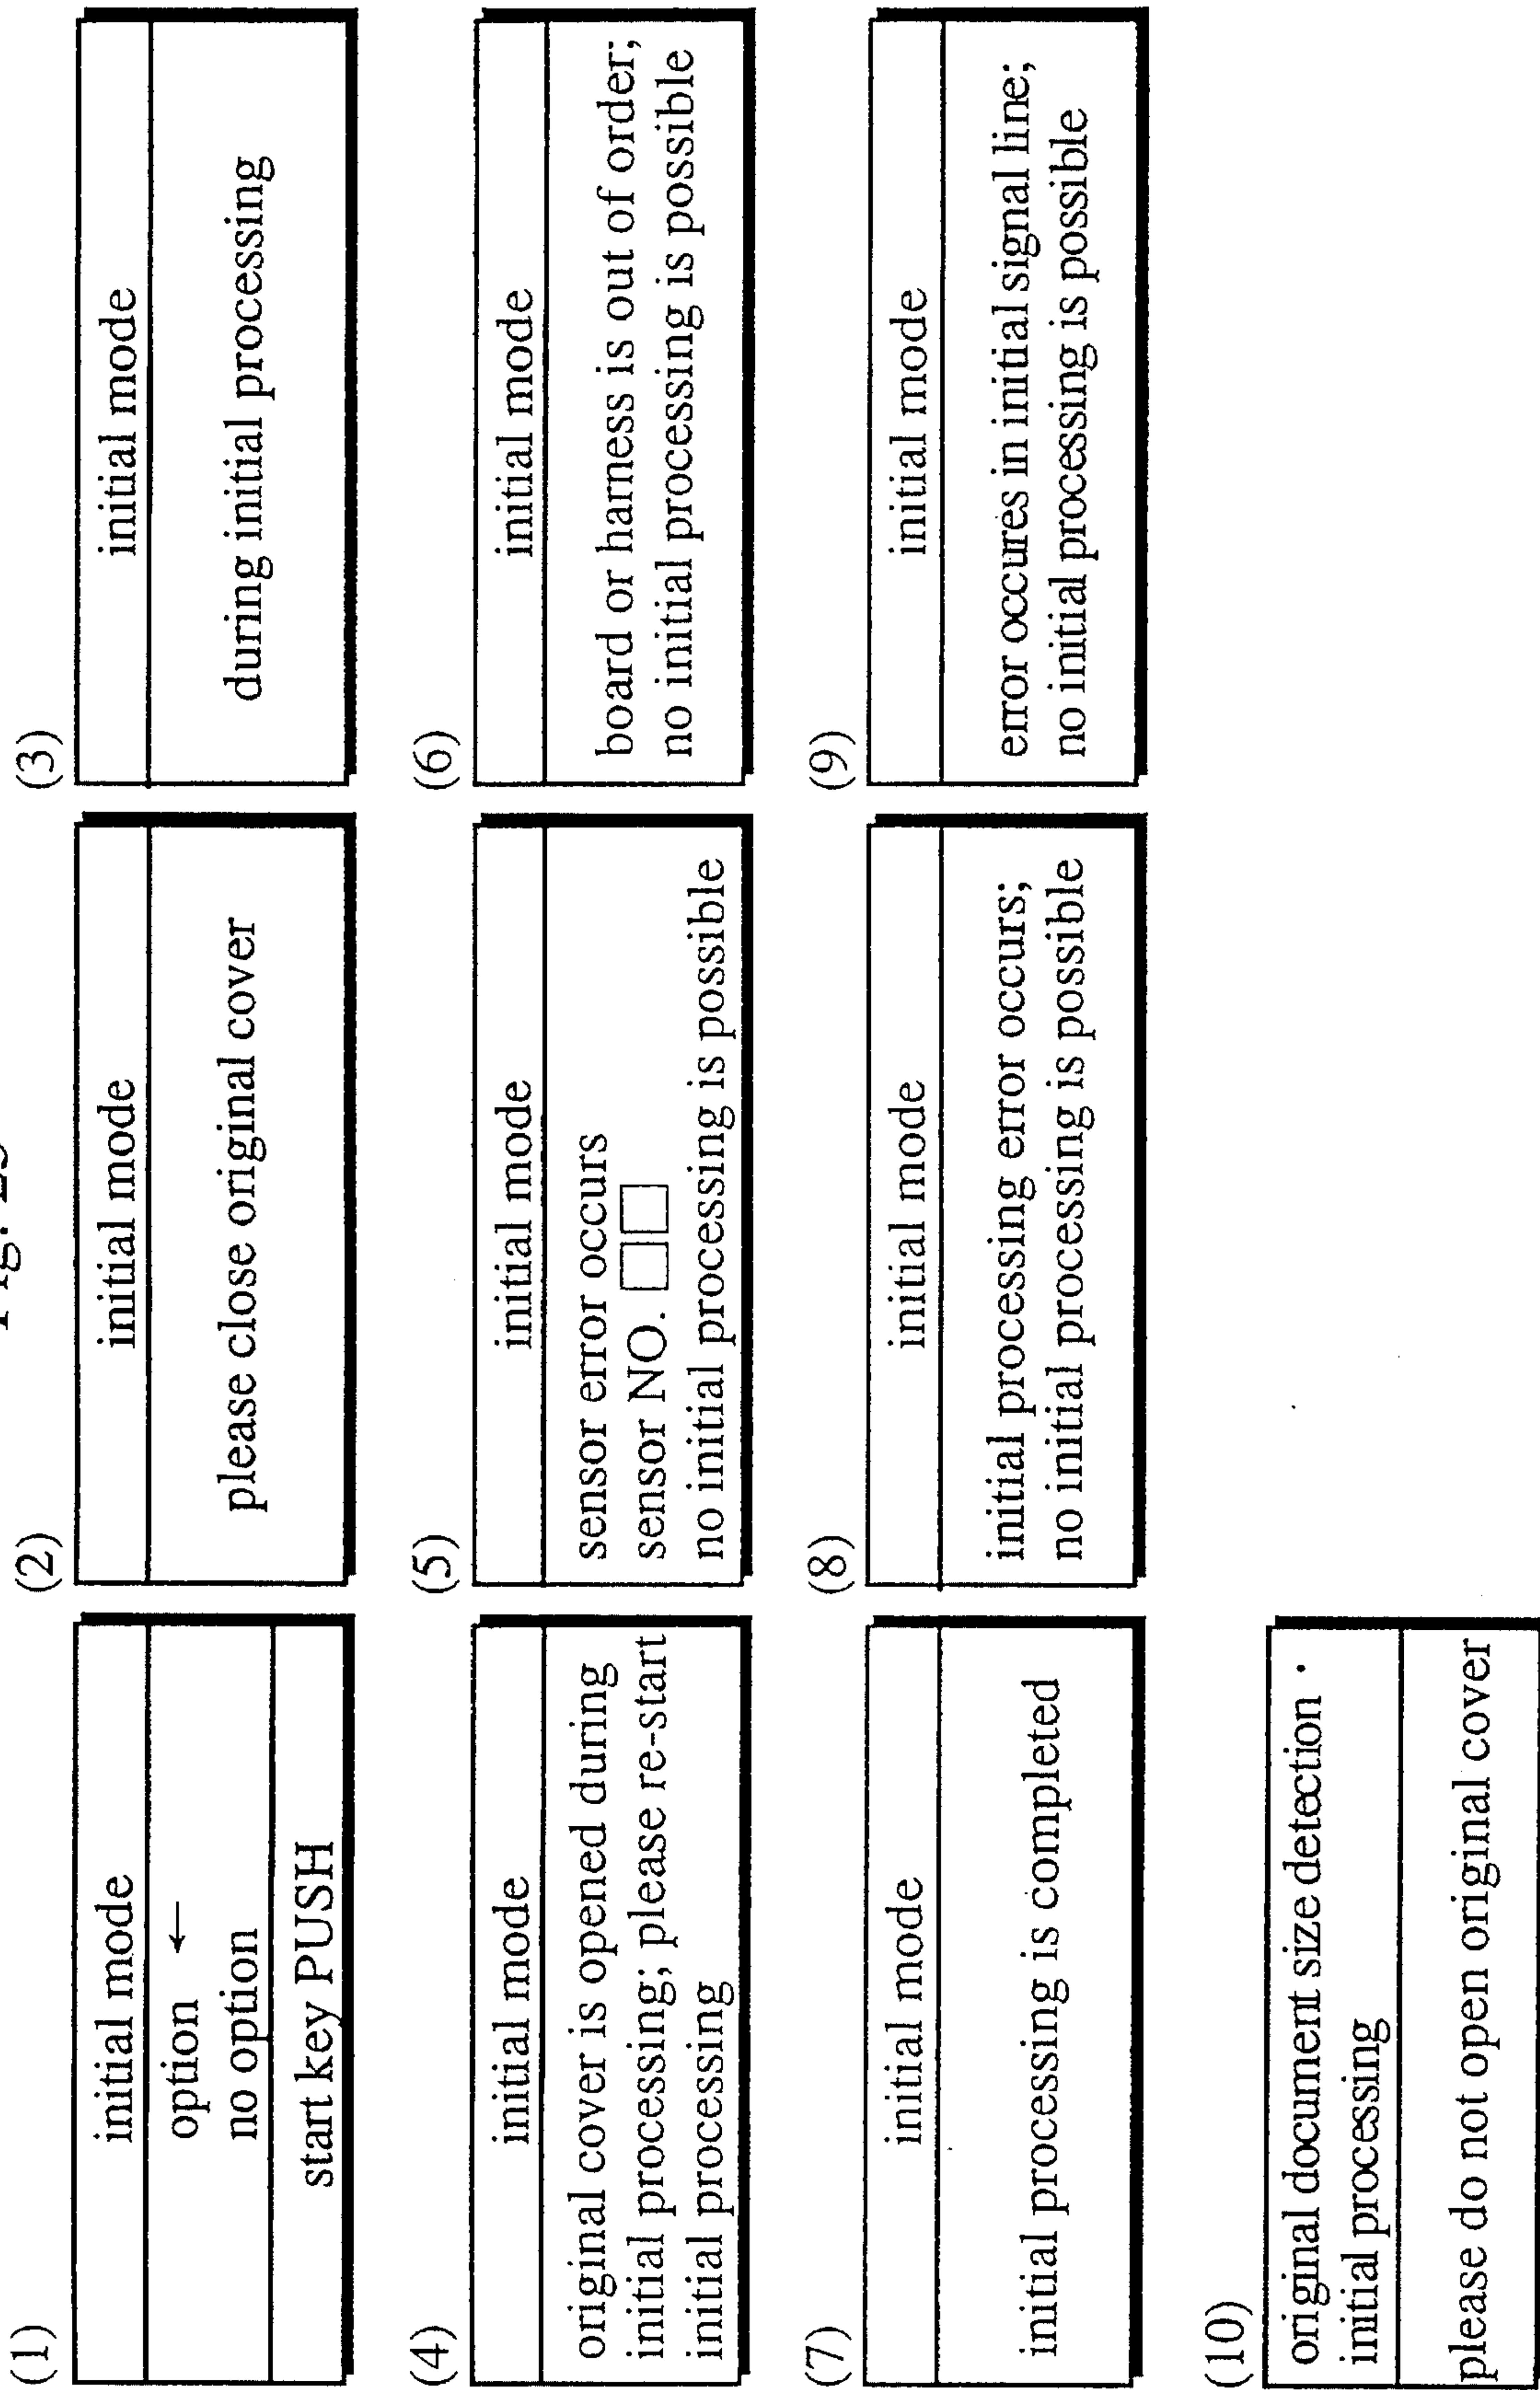 (1)
initial mode
option ←
no option
start key PUSH
(2)
initial mode
please close original cover
(3)
initial mode
during initial processing
(4)
initial mode
original cover is opened during
initial processing; please re-start
initial processing
(5)
initial mode
sensor error occurs
sensor NO. □□
no initial processing is possible
(6)
initial mode
board or harness is out of order;
no initial processing is possible
(7)
initial mode
initial processing is completed
(8)
initial mode
initial processing error occurs;
no initial processing is possible
(9)
initial mode
error occures in initial signal line;
no initial processing is possible
(10)
original document size detection ·
initial processing
please do not open original cover